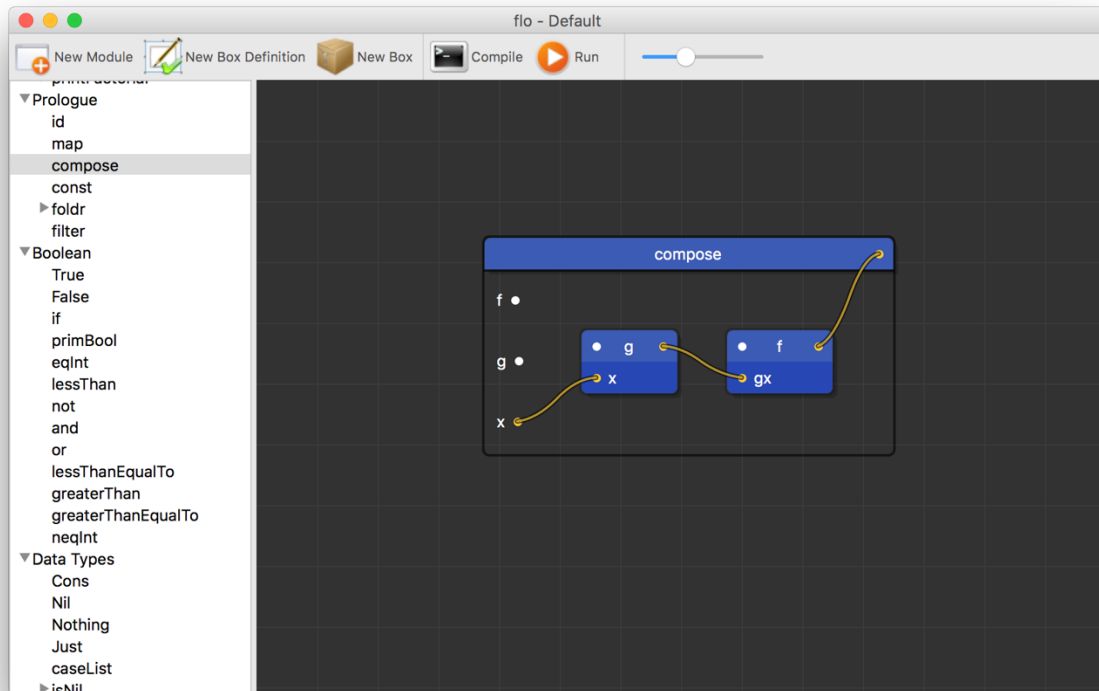 flo - Default
New Module New Box Definition New Box Compile Run
printFactorial
Prologue
id
map
compose
const
foldr
filter
Boolean
True
False
if
primBool
eqInt
lessThan
not
and
or
lessThanEqualTo
greaterThan
greaterThanEqualTo
neqInt
Data Types
Cons
Nil
Nothing
Just
caseList
isNil
compose
f
g f
g
x gx
x